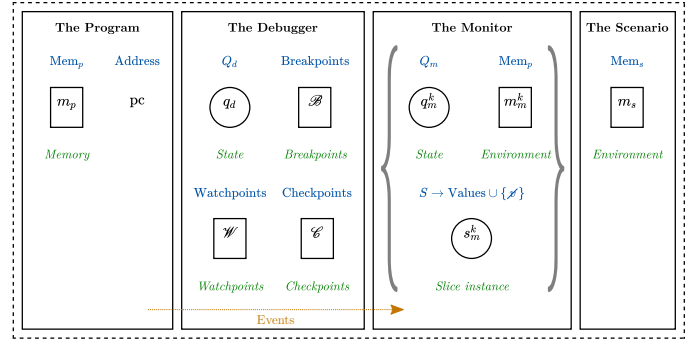 The Program
Mem_p Address
m_p pc
Memory
The Debugger
Q_d Breakpoints
q_d ℬ
State Breakpoints
Watchpoints Checkpoints
𝒲 𝒞
Watchpoints Checkpoints
The Monitor
Q_m Mem_p
q_m^k m_m^k
State Environment
S → Values ∪ {v̸}
s_m^k
Slice instance
The Scenario
Mem_s
m_s
Environment
Events